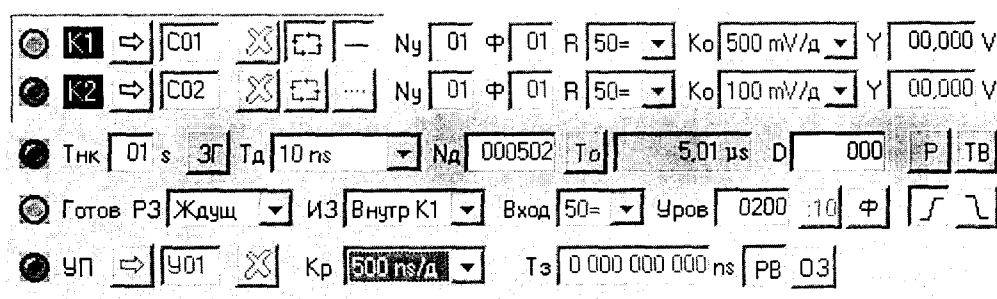 К1 C01 Nу 01 Ф 01 R 50= Ко 500 mV/д Y 00,000 V
К2 C02 Nу 01 Ф 01 R 50= Ко 100 mV/д Y 00,000 V
Тнк 01 s ЗГ Тд 10 ns Nд 000502 То 5,01 µs D 000 Р ТВ
Готов РЗ Ждущ ИЗ Внутр К1 Вход 50= Уров 0200 :10 Ф
УП У01 Кр 500 ns/д Тз 0 000 000 000 ns РВ ОЗ